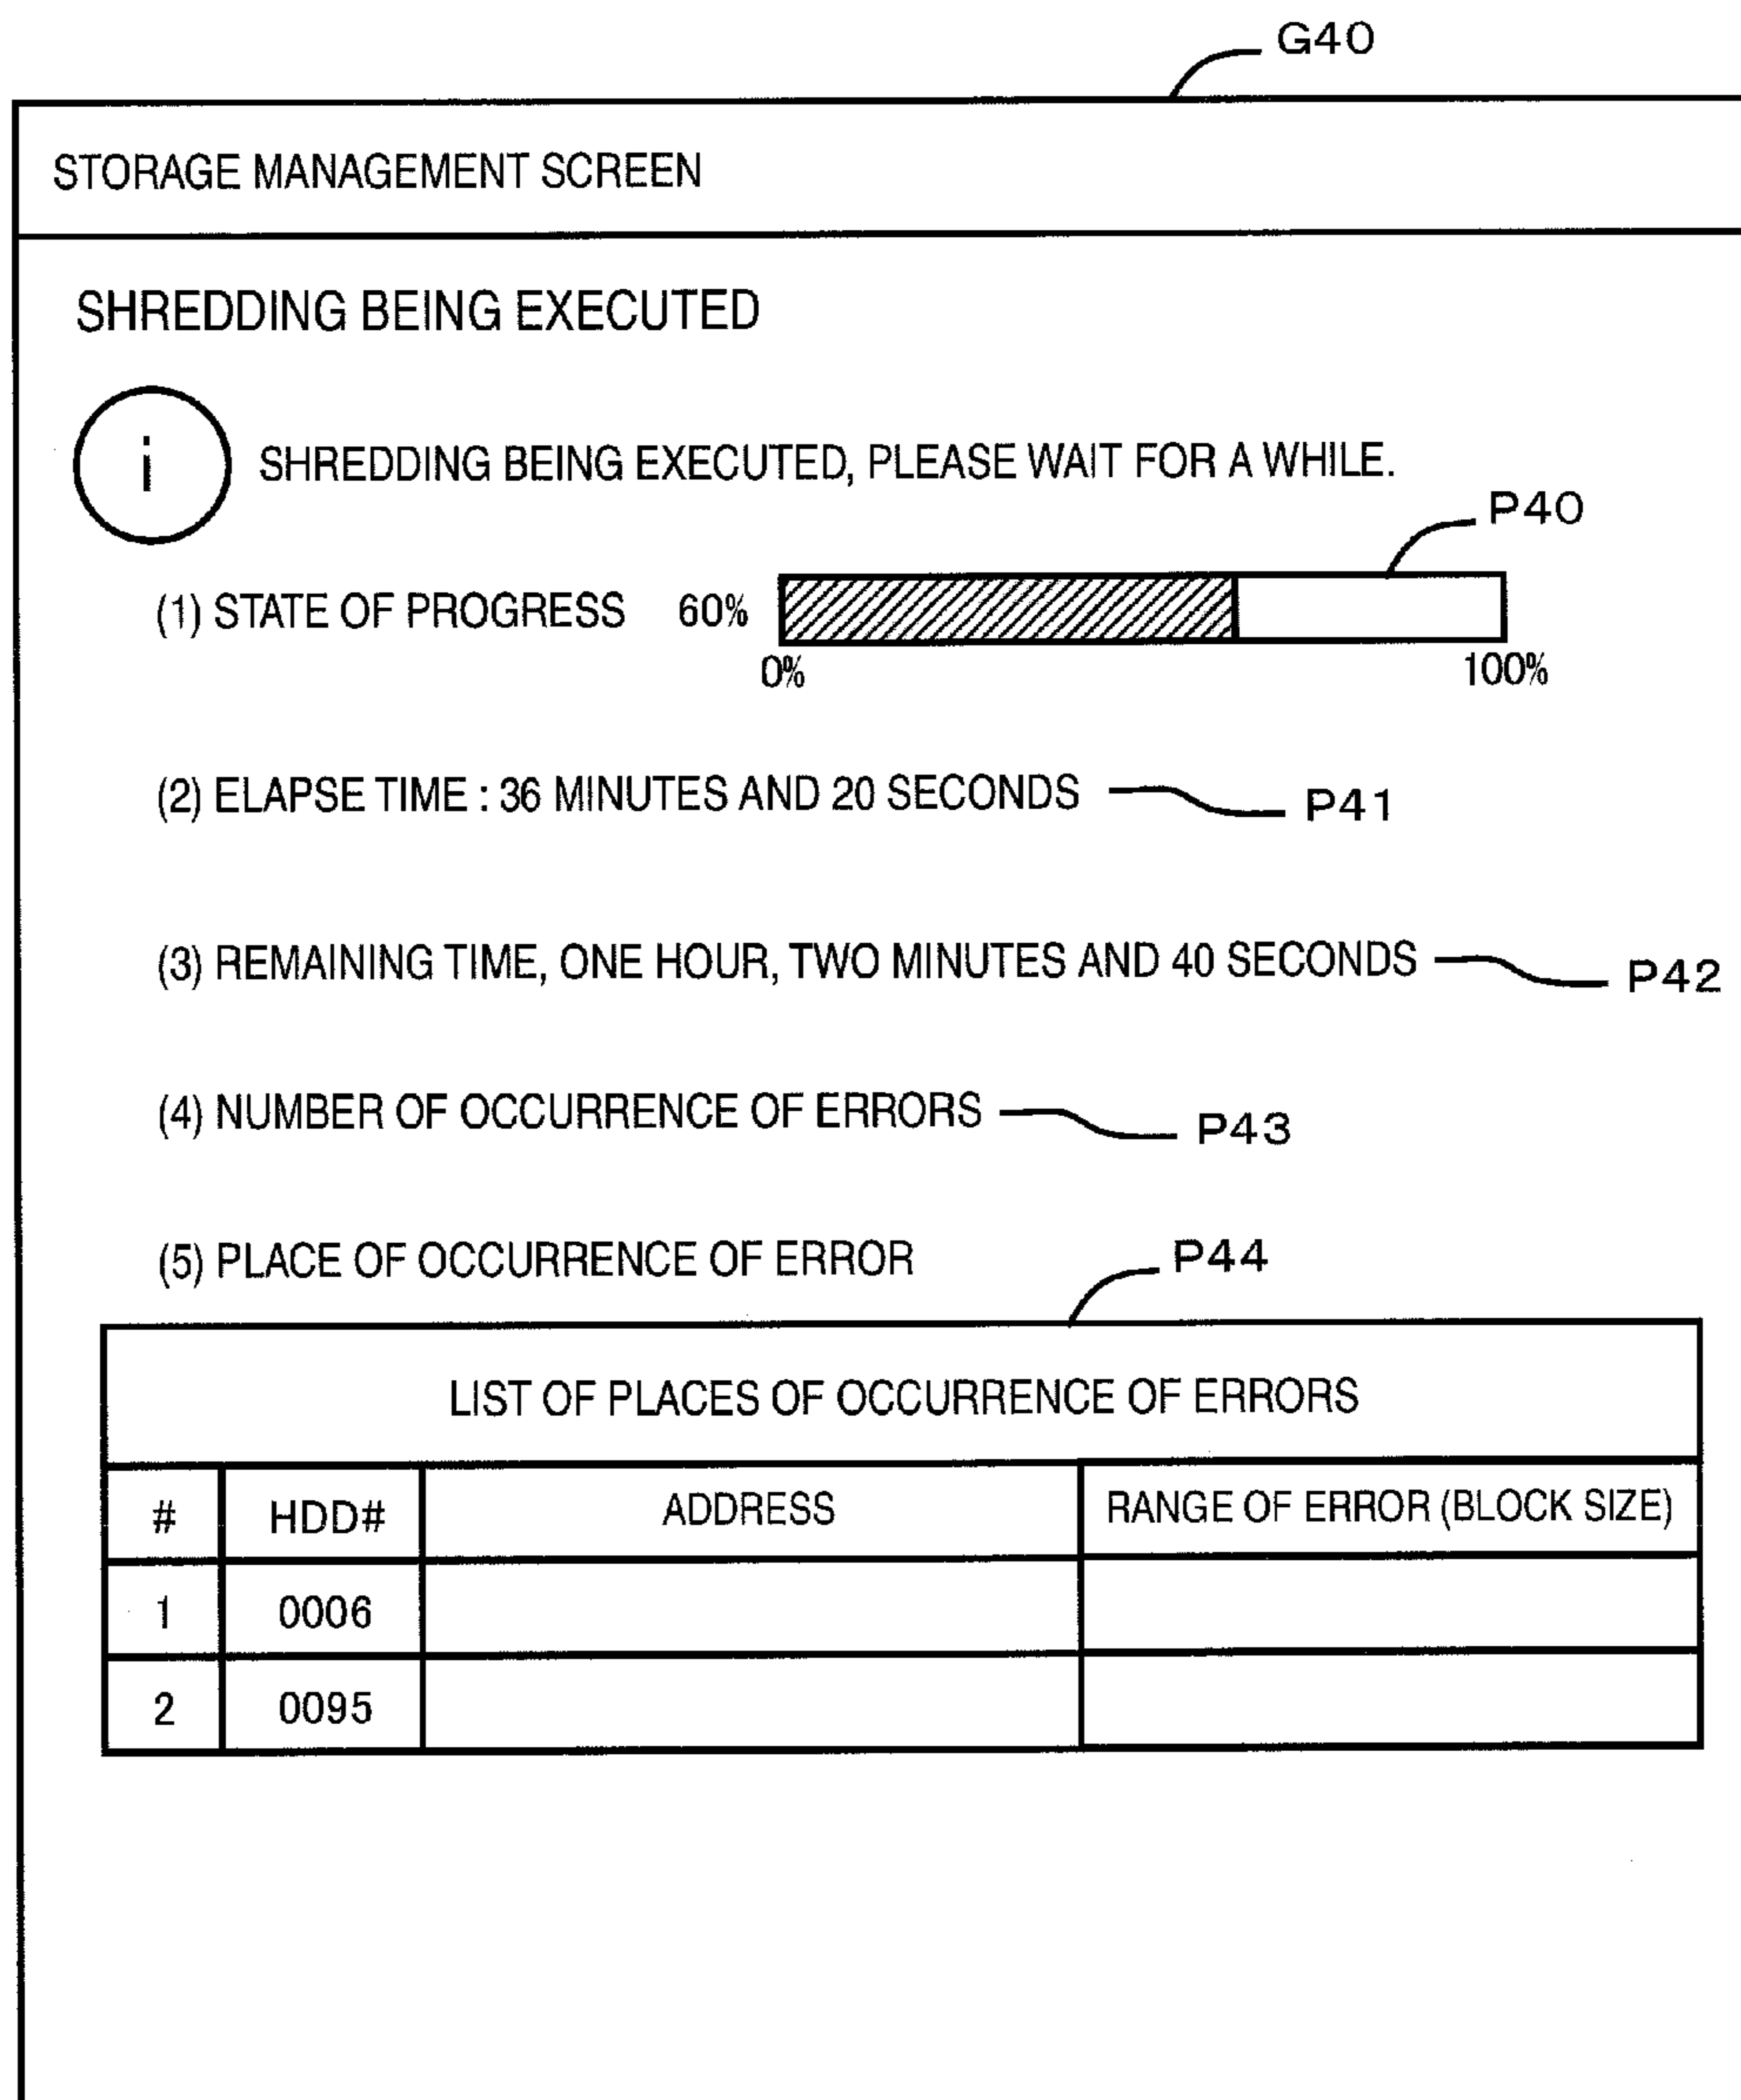 G40
STORAGE MANAGEMENT SCREEN
SHREDDING BEING EXECUTED
i SHREDDING BEING EXECUTED, PLEASE WAIT FOR A WHILE.
P40
(1) STATE OF PROGRESS 60%
0% 100%
(2) ELAPSE TIME : 36 MINUTES AND 20 SECONDS P41
(3) REMAINING TIME, ONE HOUR, TWO MINUTES AND 40 SECONDS P42
(4) NUMBER OF OCCURRENCE OF ERRORS P43
(5) PLACE OF OCCURRENCE OF ERROR P44
LIST OF PLACES OF OCCURRENCE OF ERRORS
# HDD# ADDRESS RANGE OF ERROR (BLOCK SIZE)
1 0006
2 0095